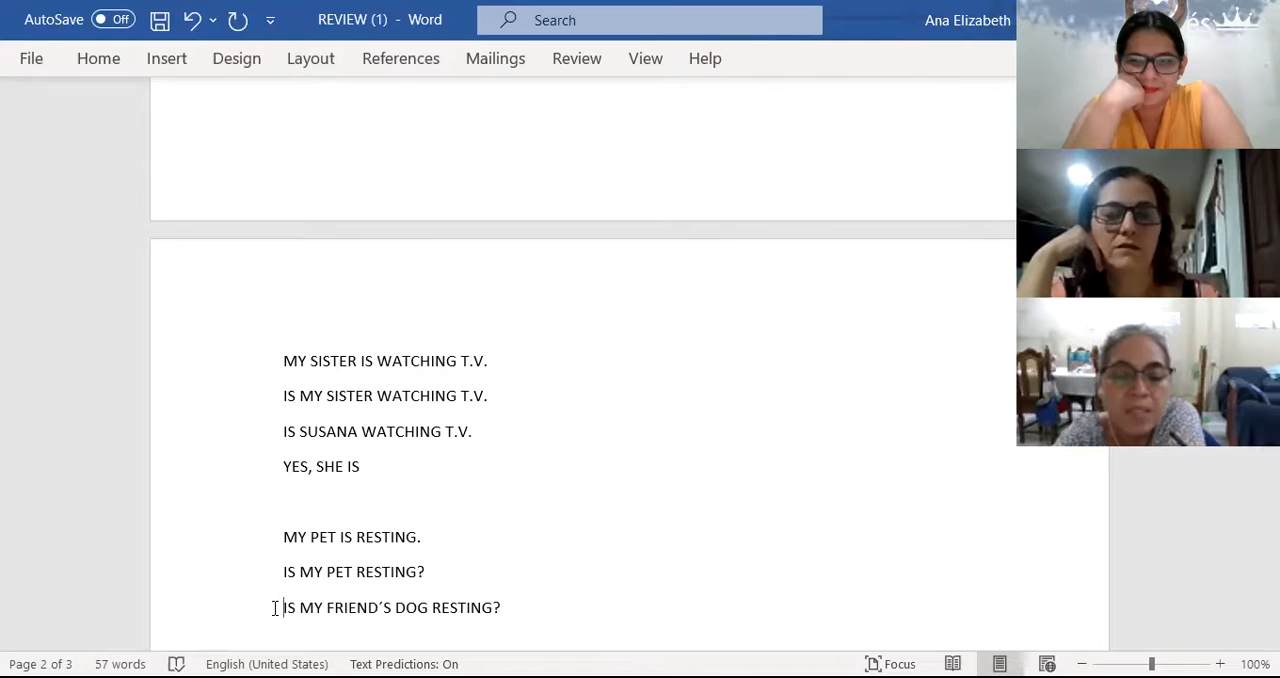 AutoSave Off REVIEW (1) - Word Search Ana Elizabeth és
File Home Insert Design Layout References Mailings Review View Help
MY SISTER IS WATCHING T.V.
IS MY SISTER WATCHING T.V.
IS SUSANA WATCHING T.V.
YES, SHE IS
MY PET IS RESTING.
IS MY PET RESTING?
IS MY FRIEND´S DOG RESTING?
Page 2 of 3 57 words English (United States) Text Predictions: On Focus 100%